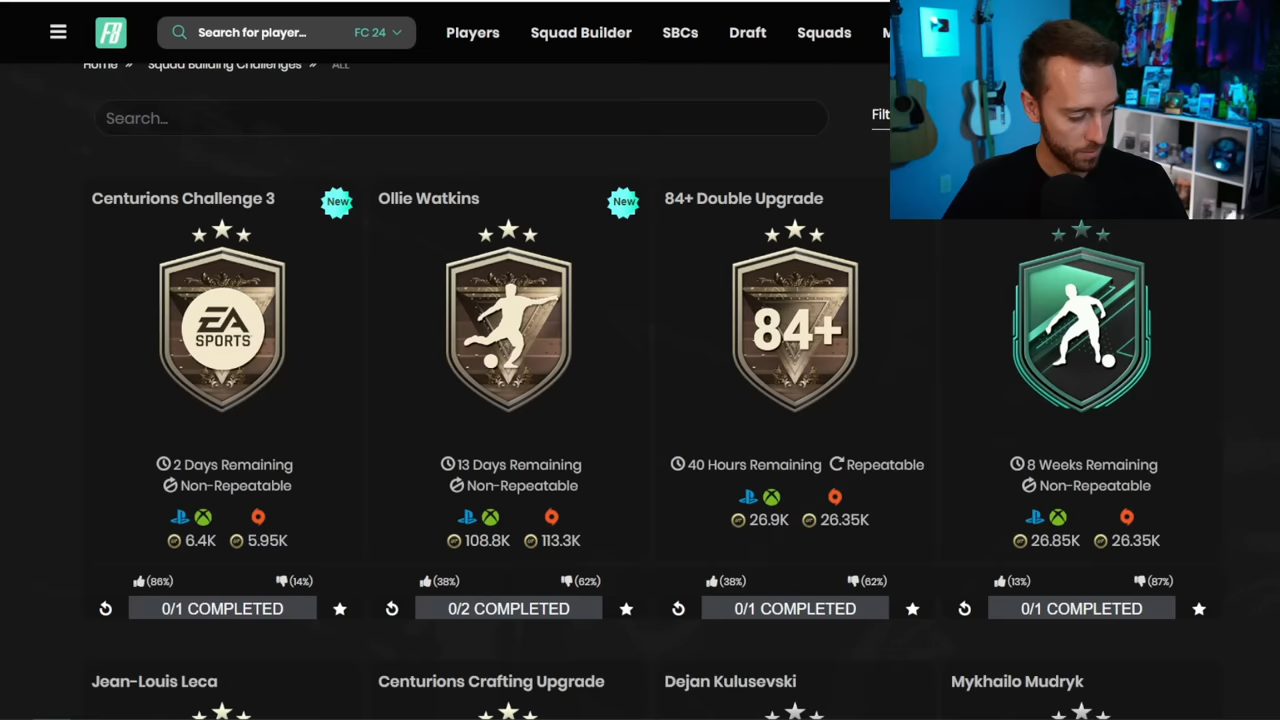 FB
Search for player...
FC 24
Players
Squad Builder
SBCs
Draft
Squads
M
Home » Squad Building Challenges » ALL
Search...
Filt
Centurions Challenge 3
New
Ollie Watkins
New
84+ Double Upgrade
EA
SPORTS
84+
2 Days Remaining
Non-Repeatable
6.4K
5.95K
13 Days Remaining
Non-Repeatable
108.8K
113.3K
40 Hours Remaining
Repeatable
26.9K
26.35K
8 Weeks Remaining
Non-Repeatable
26.85K
26.35K
(86%)
(14%)
0/1 COMPLETED
(38%)
(62%)
0/2 COMPLETED
(38%)
(62%)
0/1 COMPLETED
(13%)
(87%)
0/1 COMPLETED
Jean-Louis Leca
Centurions Crafting Upgrade
Dejan Kulusevski
Mykhailo Mudryk